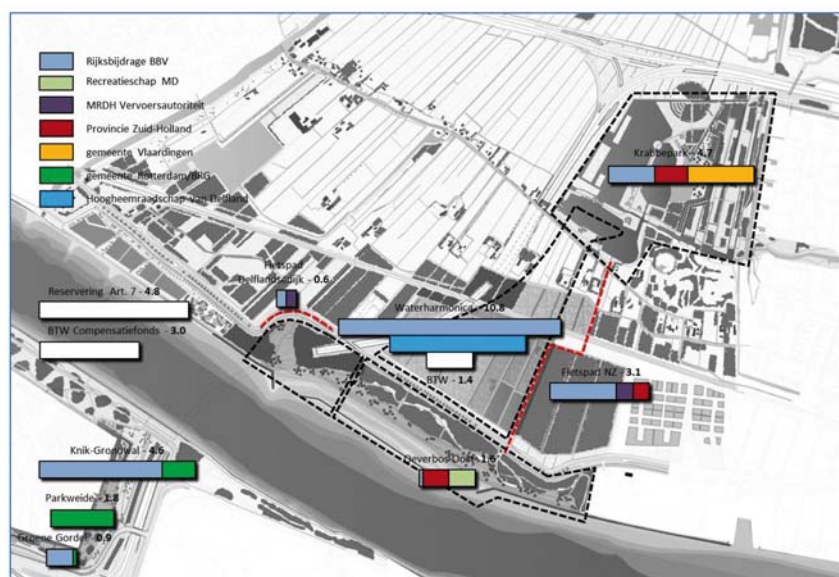 Rijksbijdrage BBV
Recreatieschap MD
MRDH Vervoersautoriteit
Provincie Zuid-Holland
gemeente Vlaardingen
gemeente Rotterdam/BRG
Hoogheemraadschap van Delfland
Krabbepark - 4.7
Fietspad
Delflandsedijk - 0.6
Reservering Art. 7 - 4.8
Waterharmonica - 10.8
BTW Compensatiefonds - 3.0
BTW - 1.4
Fietspad NZ - 3.1
Knik-Grondwal - 4.6
Oeverbos Oost - 1.6
Parkweide - 1.8
Groene Gordel - 0.9